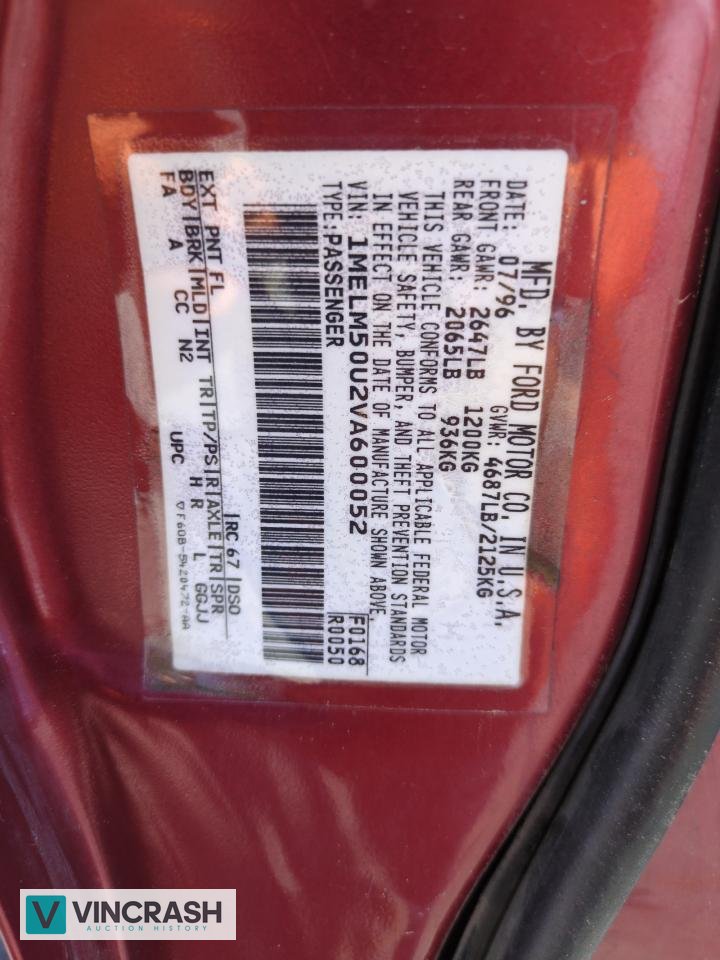 MFD. BY FORD MOTOR CO. IN U.S.A.
DATE: 07/96 GVWR: 4687LB/2125KG
FRONT GAWR: 2647LB 1200KG
REAR GAWR: 2065LB 936KG
THIS VEHICLE CONFORMS TO ALL APPLICABLE FEDERAL MOTOR
VEHICLE SAFETY, BUMPER, AND THEFT PREVENTION STANDARDS
IN EFFECT ON THE DATE OF MANUFACTURE SHOWN ABOVE.
VIN: 1MELM50U2VA600052 F0168
TYPE:PASSENGER R0050
EXT PNT FL RC 67 DSO
BDY BRK MLD INT TR TP/PS R AXLE TR SPR
FA A CC N2 H R L GGJJ
UPC ▽F60B-5420472-AA
V VINCRASH
AUCTION HISTORY